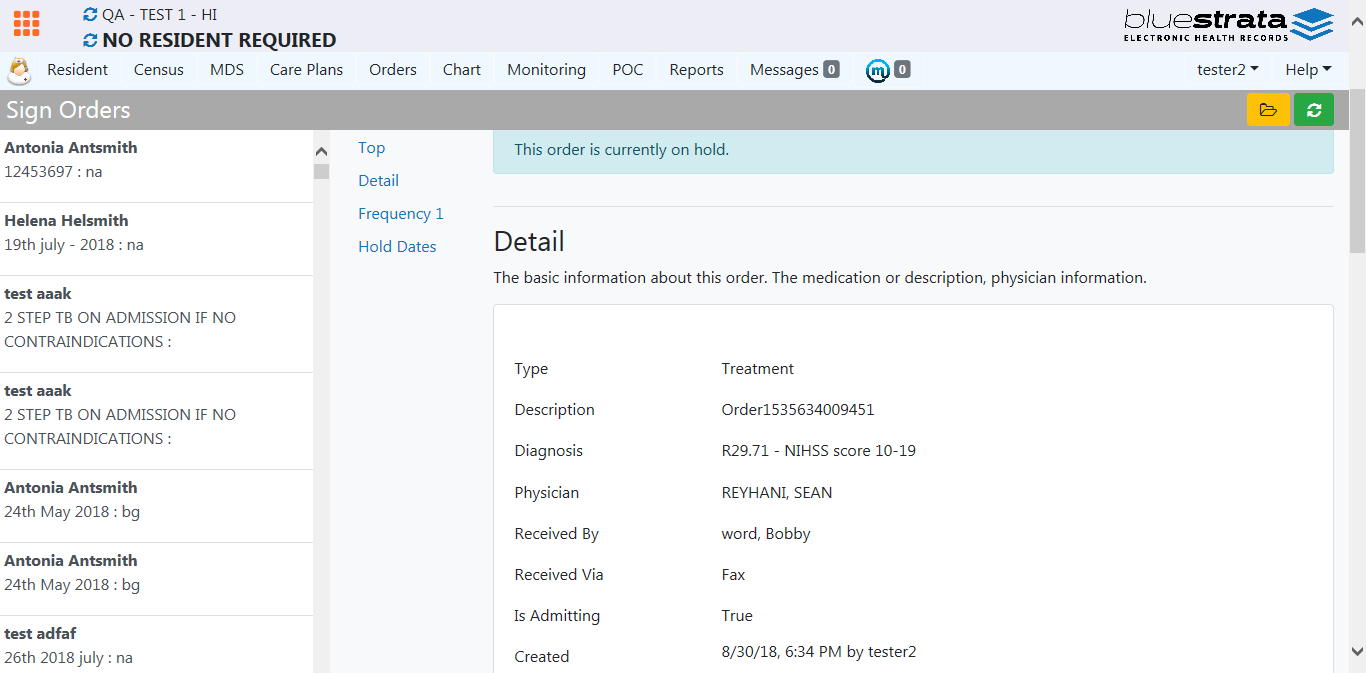 QA - TEST 1 - HI
NO RESIDENT REQUIRED
bluestrata
ELECTRONIC HEALTH RECORDS
Resident Census MDS Care Plans Orders Chart Monitoring POC Reports Messages 0 m 0 tester2 Help
Sign Orders
Antonia Antsmith
12453697 : na
Helena Helsmith
19th july - 2018 : na
test aaak
2 STEP TB ON ADMISSION IF NO
CONTRAINDICATIONS :
test aaak
2 STEP TB ON ADMISSION IF NO
CONTRAINDICATIONS :
Antonia Antsmith
24th May 2018 : bg
Antonia Antsmith
24th May 2018 : bg
test adfaf
26th 2018 july : na
Top
Detail
Frequency 1
Hold Dates
This order is currently on hold.
Detail
The basic information about this order. The medication or description, physician information.
Type Treatment
Description Order1535634009451
Diagnosis R29.71 - NIHSS score 10-19
Physician REYHANI, SEAN
Received By word, Bobby
Received Via Fax
Is Admitting True
Created 8/30/18, 6:34 PM by tester2